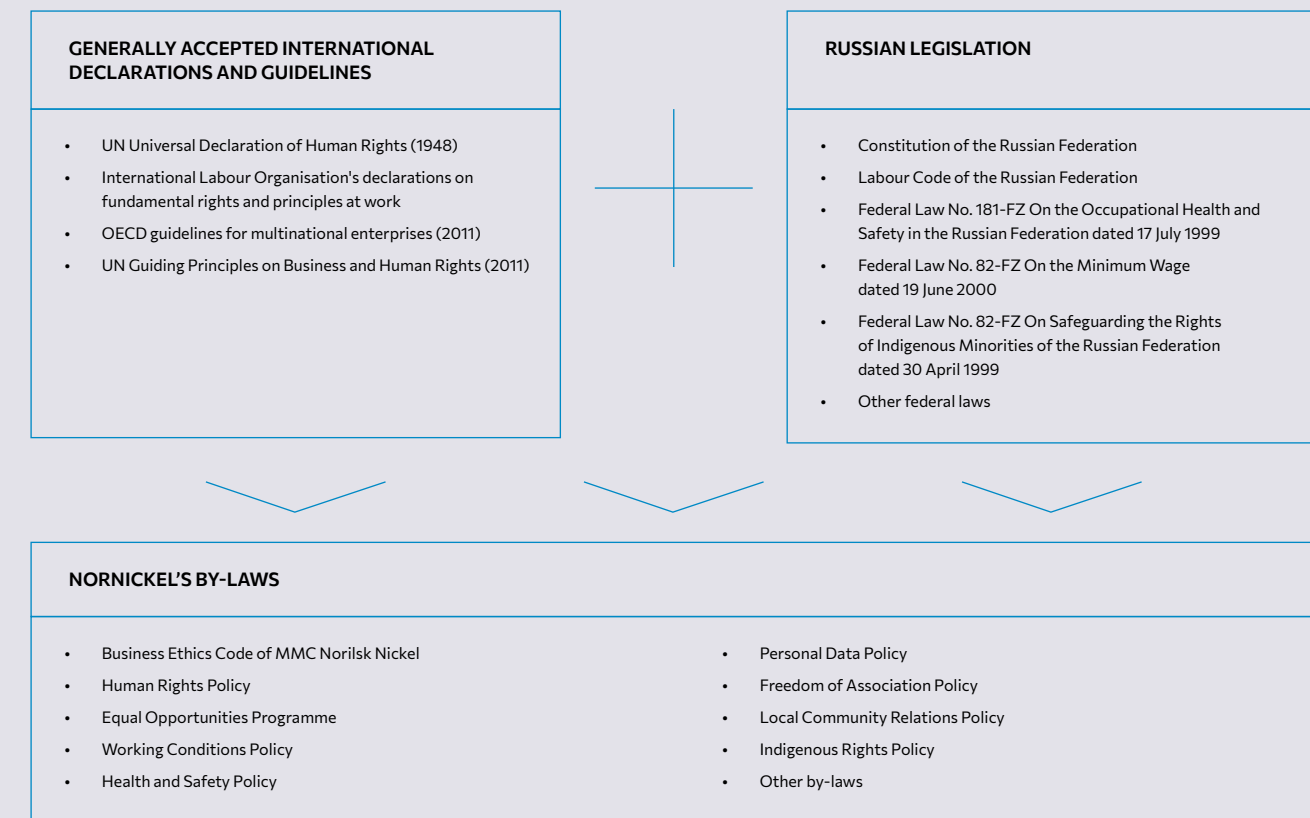 GENERALLY ACCEPTED INTERNATIONAL
DECLARATIONS AND GUIDELINES
• UN Universal Declaration of Human Rights (1948)
• International Labour Organisation's declarations on
fundamental rights and principles at work
• OECD guidelines for multinational enterprises (2011)
• UN Guiding Principles on Business and Human Rights (2011)
RUSSIAN LEGISLATION
• Constitution of the Russian Federation
• Labour Code of the Russian Federation
• Federal Law No. 181-FZ On the Occupational Health and
Safety in the Russian Federation dated 17 July 1999
• Federal Law No. 82-FZ On the Minimum Wage
dated 19 June 2000
• Federal Law No. 82-FZ On Safeguarding the Rights
of Indigenous Minorities of the Russian Federation
dated 30 April 1999
• Other federal laws
NORNICKEL’S BY-LAWS
• Business Ethics Code of MMC Norilsk Nickel
• Human Rights Policy
• Equal Opportunities Programme
• Working Conditions Policy
• Health and Safety Policy
• Personal Data Policy
• Freedom of Association Policy
• Local Community Relations Policy
• Indigenous Rights Policy
• Other by-laws